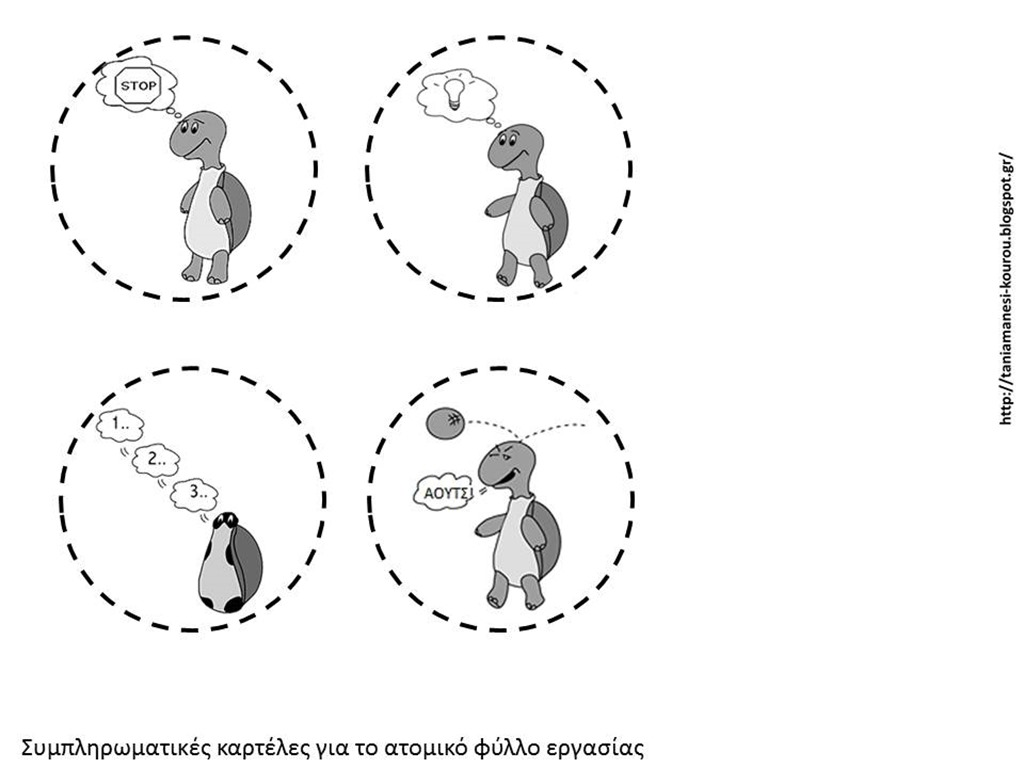 STOP
1..
2..
3..
ΑΟΥΤΣ!
http://taniamanesi-kourou.blogspot.gr/
Συμπληρωματικές καρτέλες για το ατομικό φύλλο εργασίας